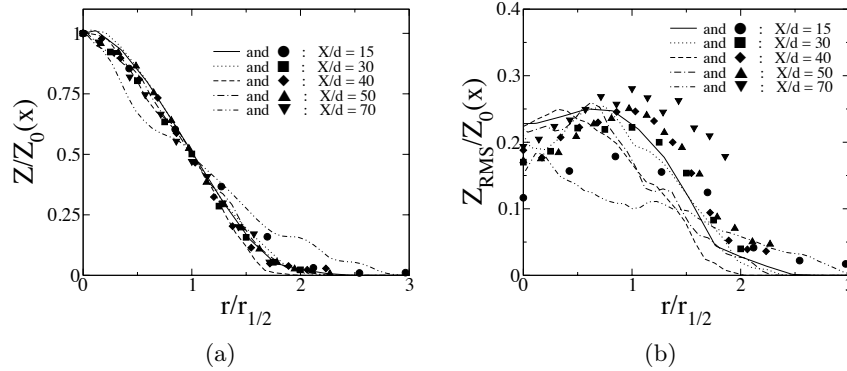 Z/Z0(x)
1
0.75
0.5
0.25
0
and : X/d = 15
and : X/d = 30
and : X/d = 40
and : X/d = 50
and : X/d = 70
0 1 2 3
r/r1/2
(a)
ZRMS/Z0(x)
0.4
0.3
0.2
0.1
0
and : X/d = 15
and : X/d = 30
and : X/d = 40
and : X/d = 50
and : X/d = 70
0 1 2 3
r/r1/2
(b)